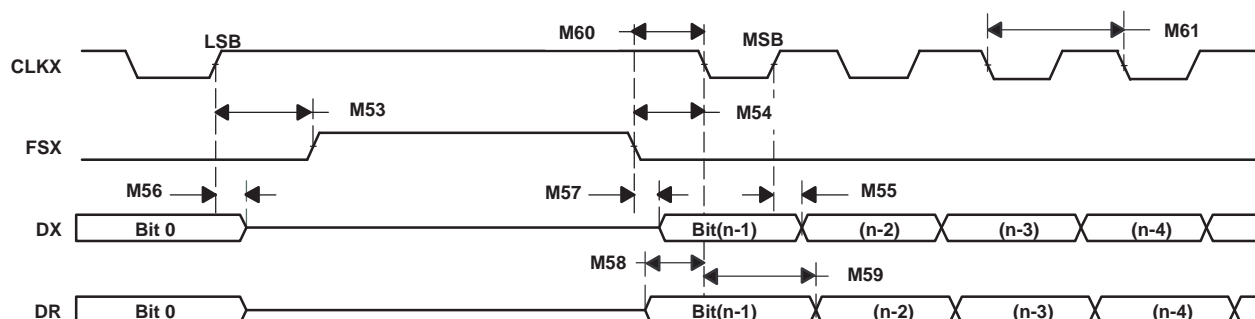 M60
LSB
MSB
M61
CLKX
M53
M54
FSX
M56
M57
M55
DX
Bit 0
Bit(n-1)
(n-2)
(n-3)
(n-4)
M58
M59
DR
Bit 0
Bit(n-1)
(n-2)
(n-3)
(n-4)